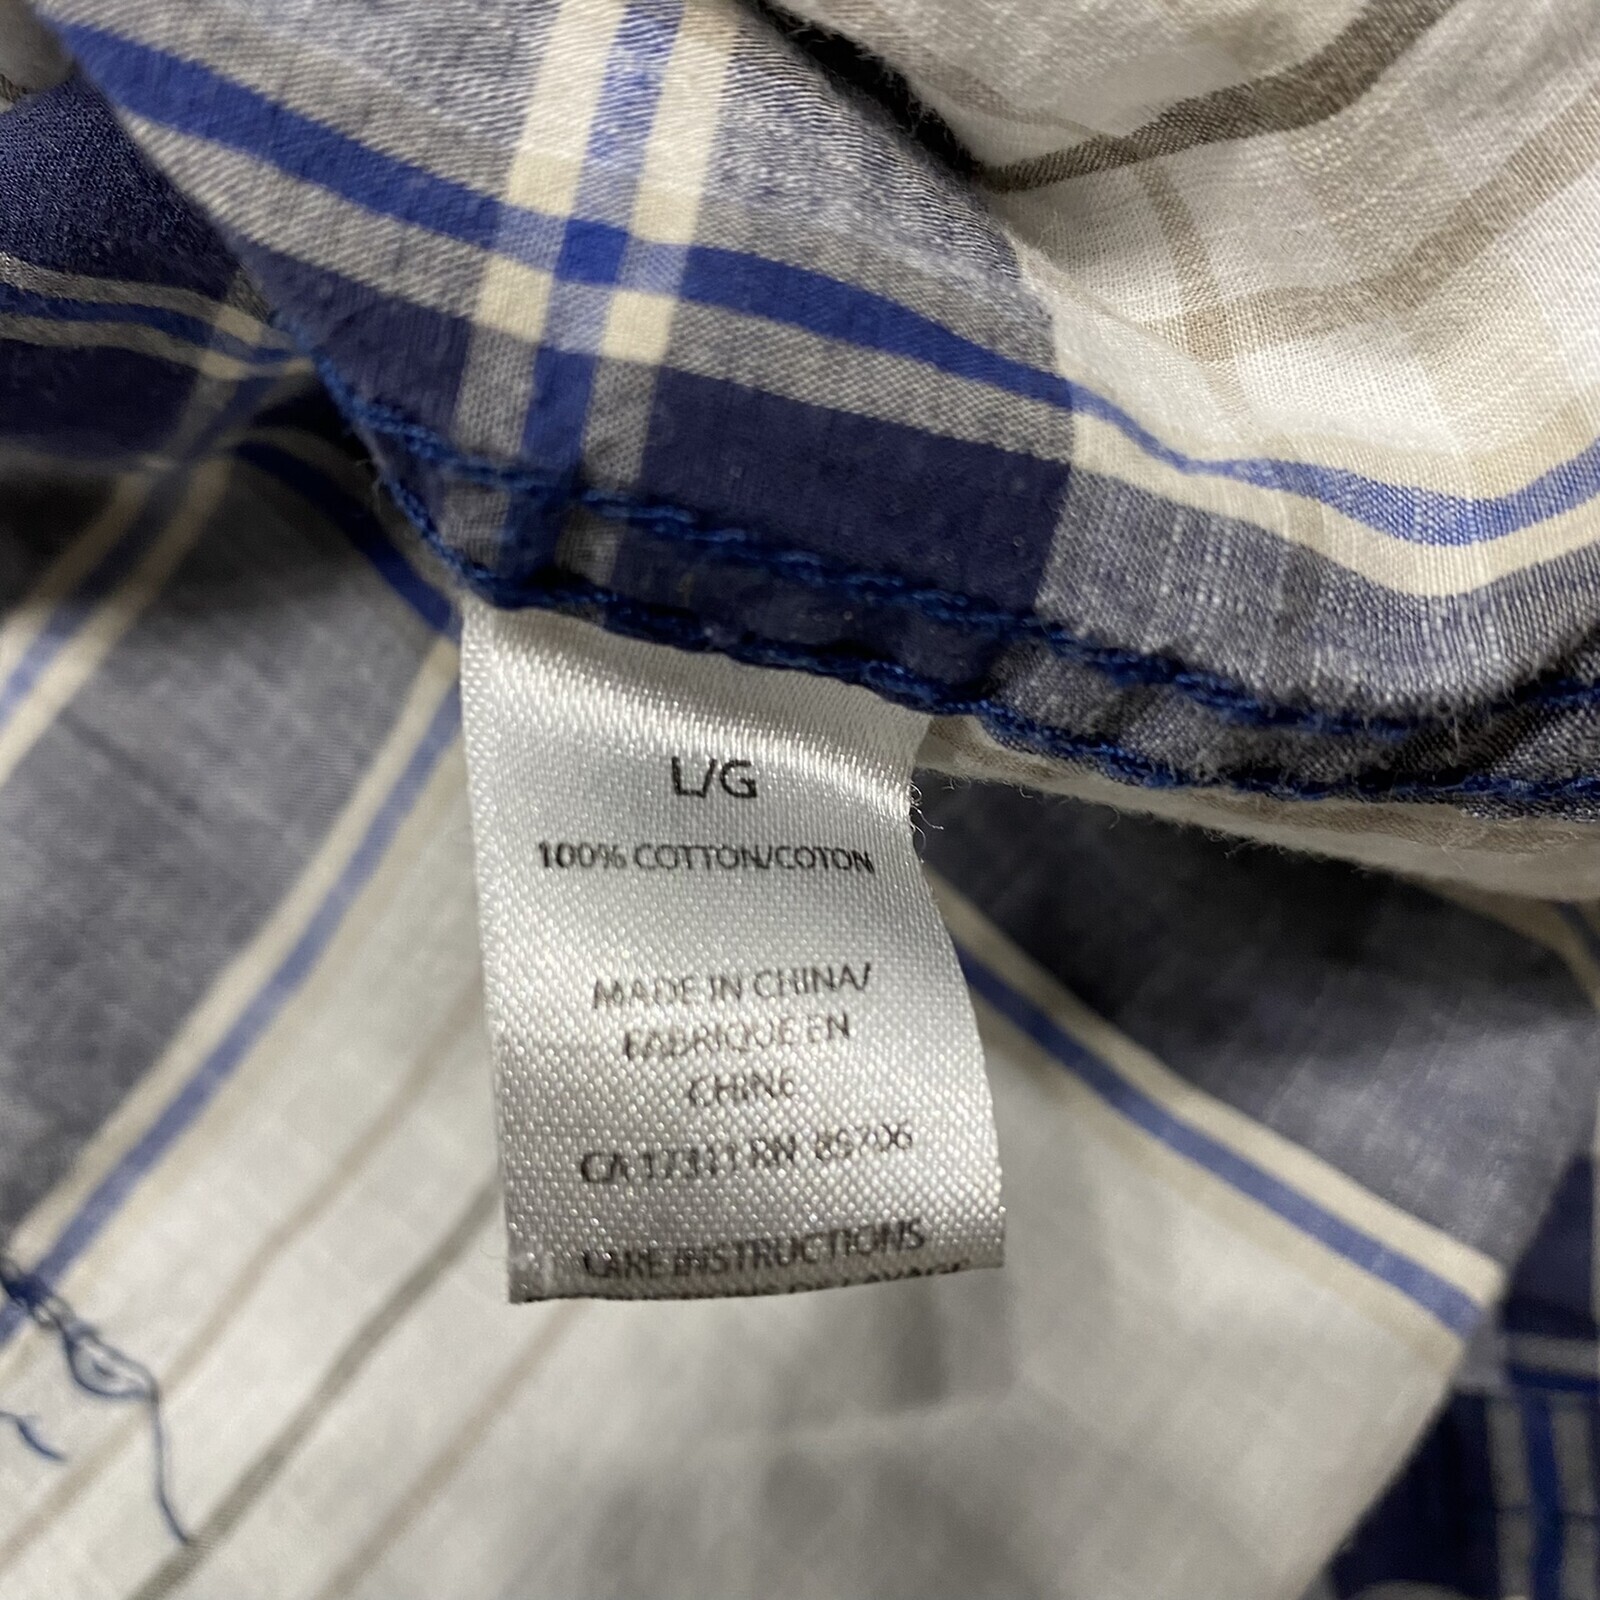 L/G
100% COTTON/COTON
MADE IN CHINA/
FABRIQUE EN
CHINE
CA 17311 RN 89706
CARE INSTRUCTIONS